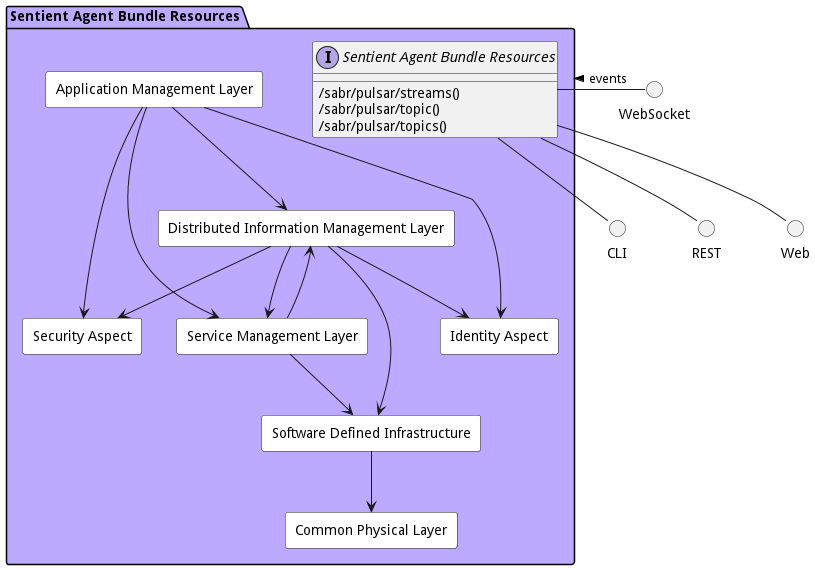 Sentient Agent Bundle Resources
I Sentient Agent Bundle Resources
/sabr/pulsar/streams()
/sabr/pulsar/topic()
/sabr/pulsar/topics()
events
WebSocket
Application Management Layer
Distributed Information Management Layer
CLI
REST
Web
Security Aspect
Service Management Layer
Identity Aspect
Software Defined Infrastructure
Common Physical Layer